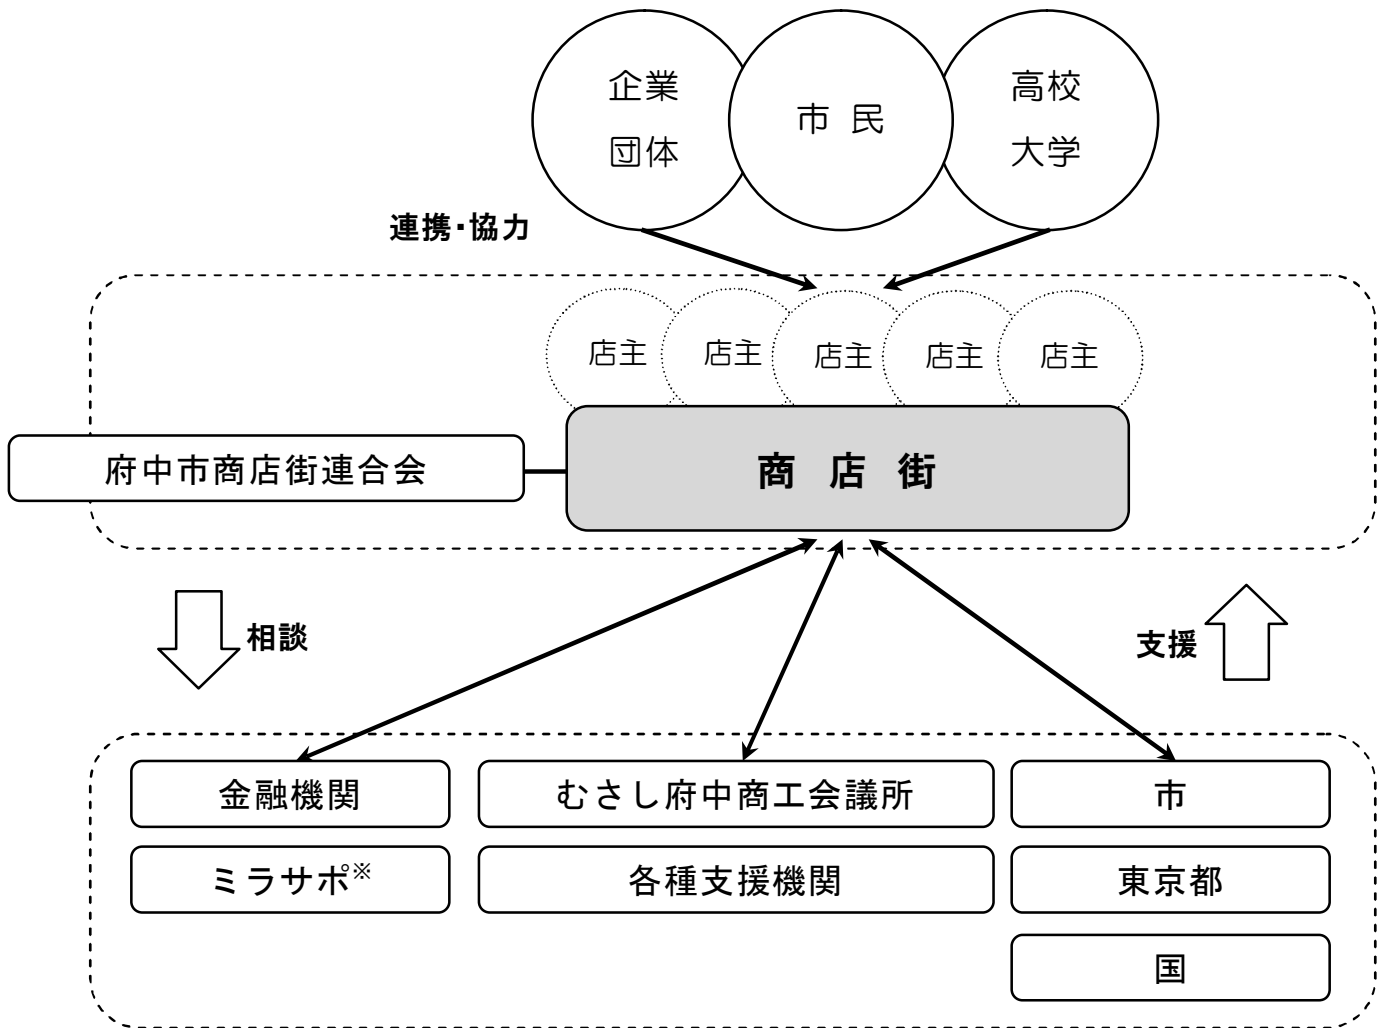 企業
団体
市 民
高校
大学
連携・協力
店主
店主
店主
店主
店主
府中市商店街連合会
商 店 街
相談
支援
金融機関
むさし府中商工会議所
市
ミラサポ※
各種支援機関
東京都
国